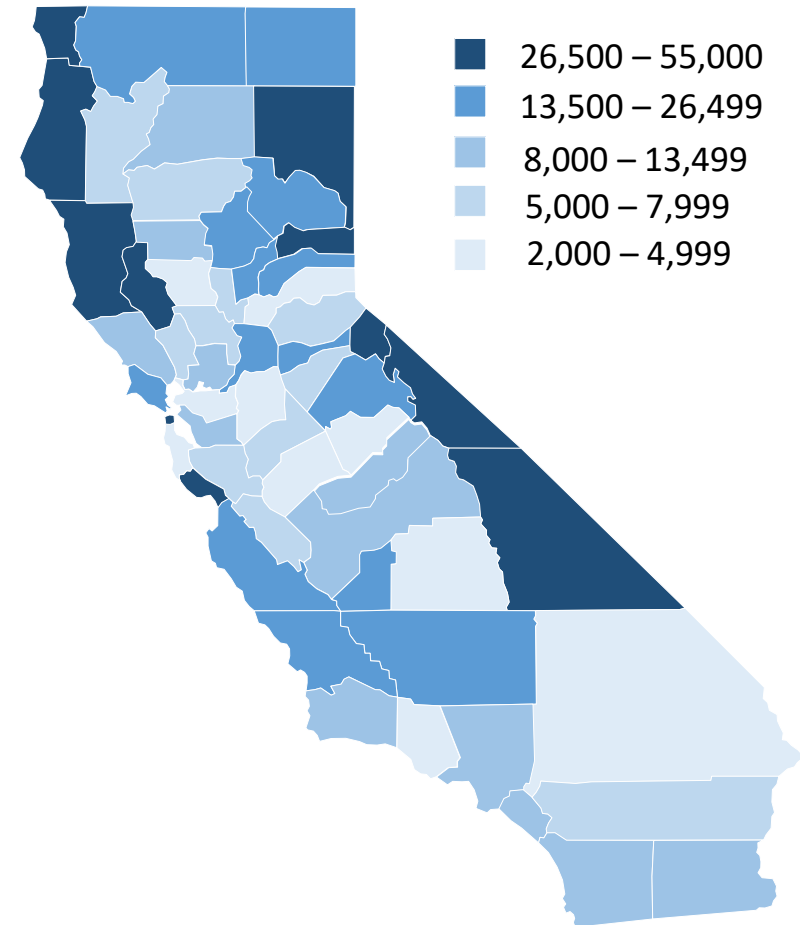 26,500 – 55,000
13,500 – 26,499
8,000 – 13,499
5,000 – 7,999
2,000 – 4,999